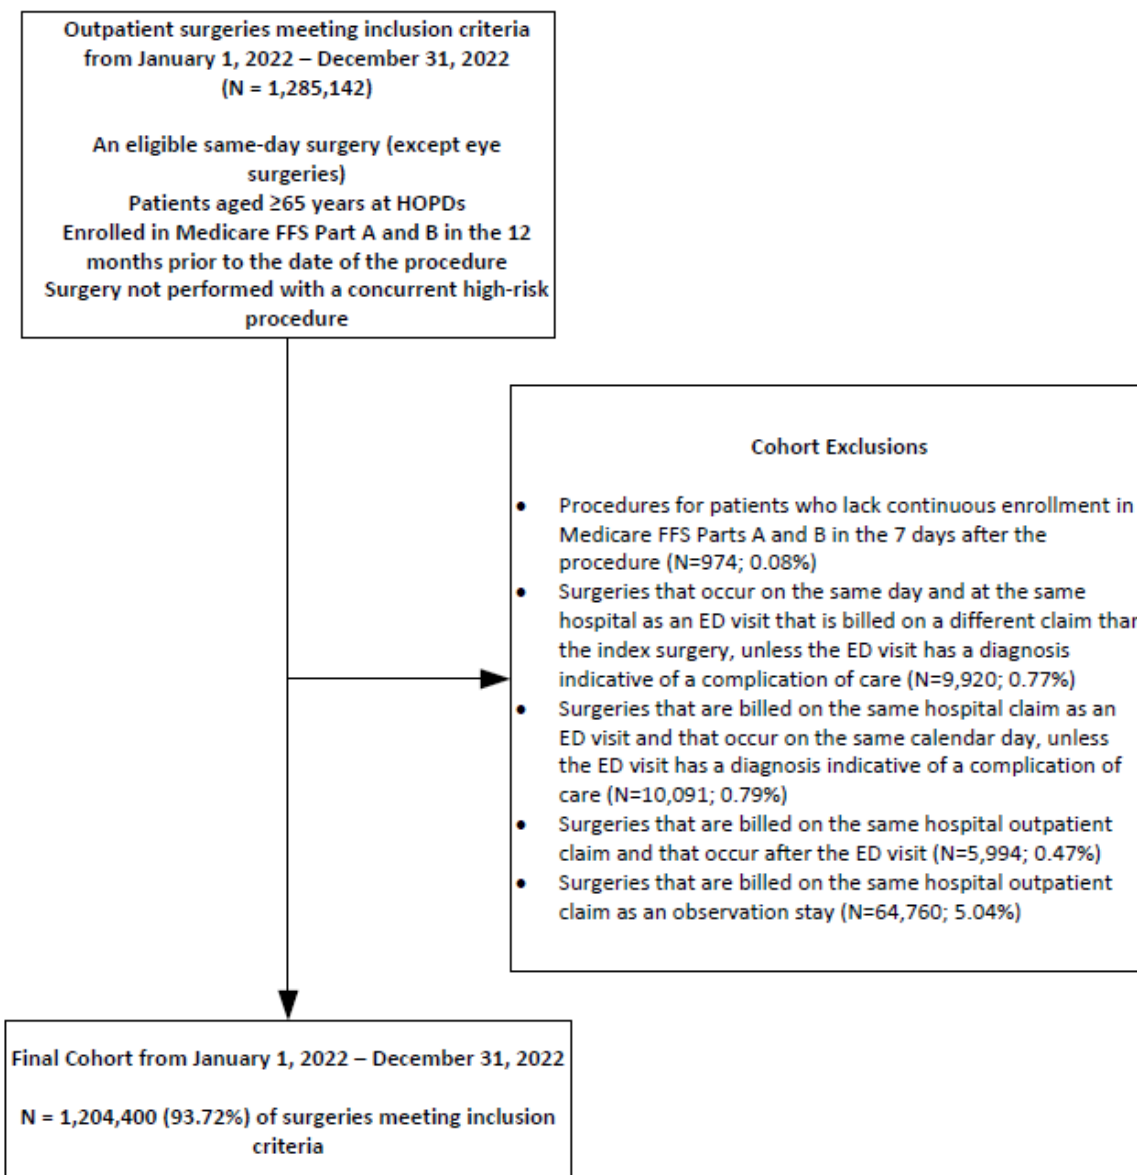 Outpatient surgeries meeting inclusion criteria
from January 1, 2022 – December 31, 2022
(N = 1,285,142)
An eligible same-day surgery (except eye
surgeries)
Patients aged ≥65 years at HOPDs
Enrolled in Medicare FFS Part A and B in the 12
months prior to the date of the procedure
Surgery not performed with a concurrent high-risk
procedure
Cohort Exclusions
• Procedures for patients who lack continuous enrollment in
Medicare FFS Parts A and B in the 7 days after the
procedure (N=974; 0.08%)
• Surgeries that occur on the same day and at the same
hospital as an ED visit that is billed on a different claim than
the index surgery, unless the ED visit has a diagnosis
indicative of a complication of care (N=9,920; 0.77%)
• Surgeries that are billed on the same hospital claim as an
ED visit and that occur on the same calendar day, unless
the ED visit has a diagnosis indicative of a complication of
care (N=10,091; 0.79%)
• Surgeries that are billed on the same hospital outpatient
claim and that occur after the ED visit (N=5,994; 0.47%)
• Surgeries that are billed on the same hospital outpatient
claim as an observation stay (N=64,760; 5.04%)
Final Cohort from January 1, 2022 – December 31, 2022
N = 1,204,400 (93.72%) of surgeries meeting inclusion
criteria